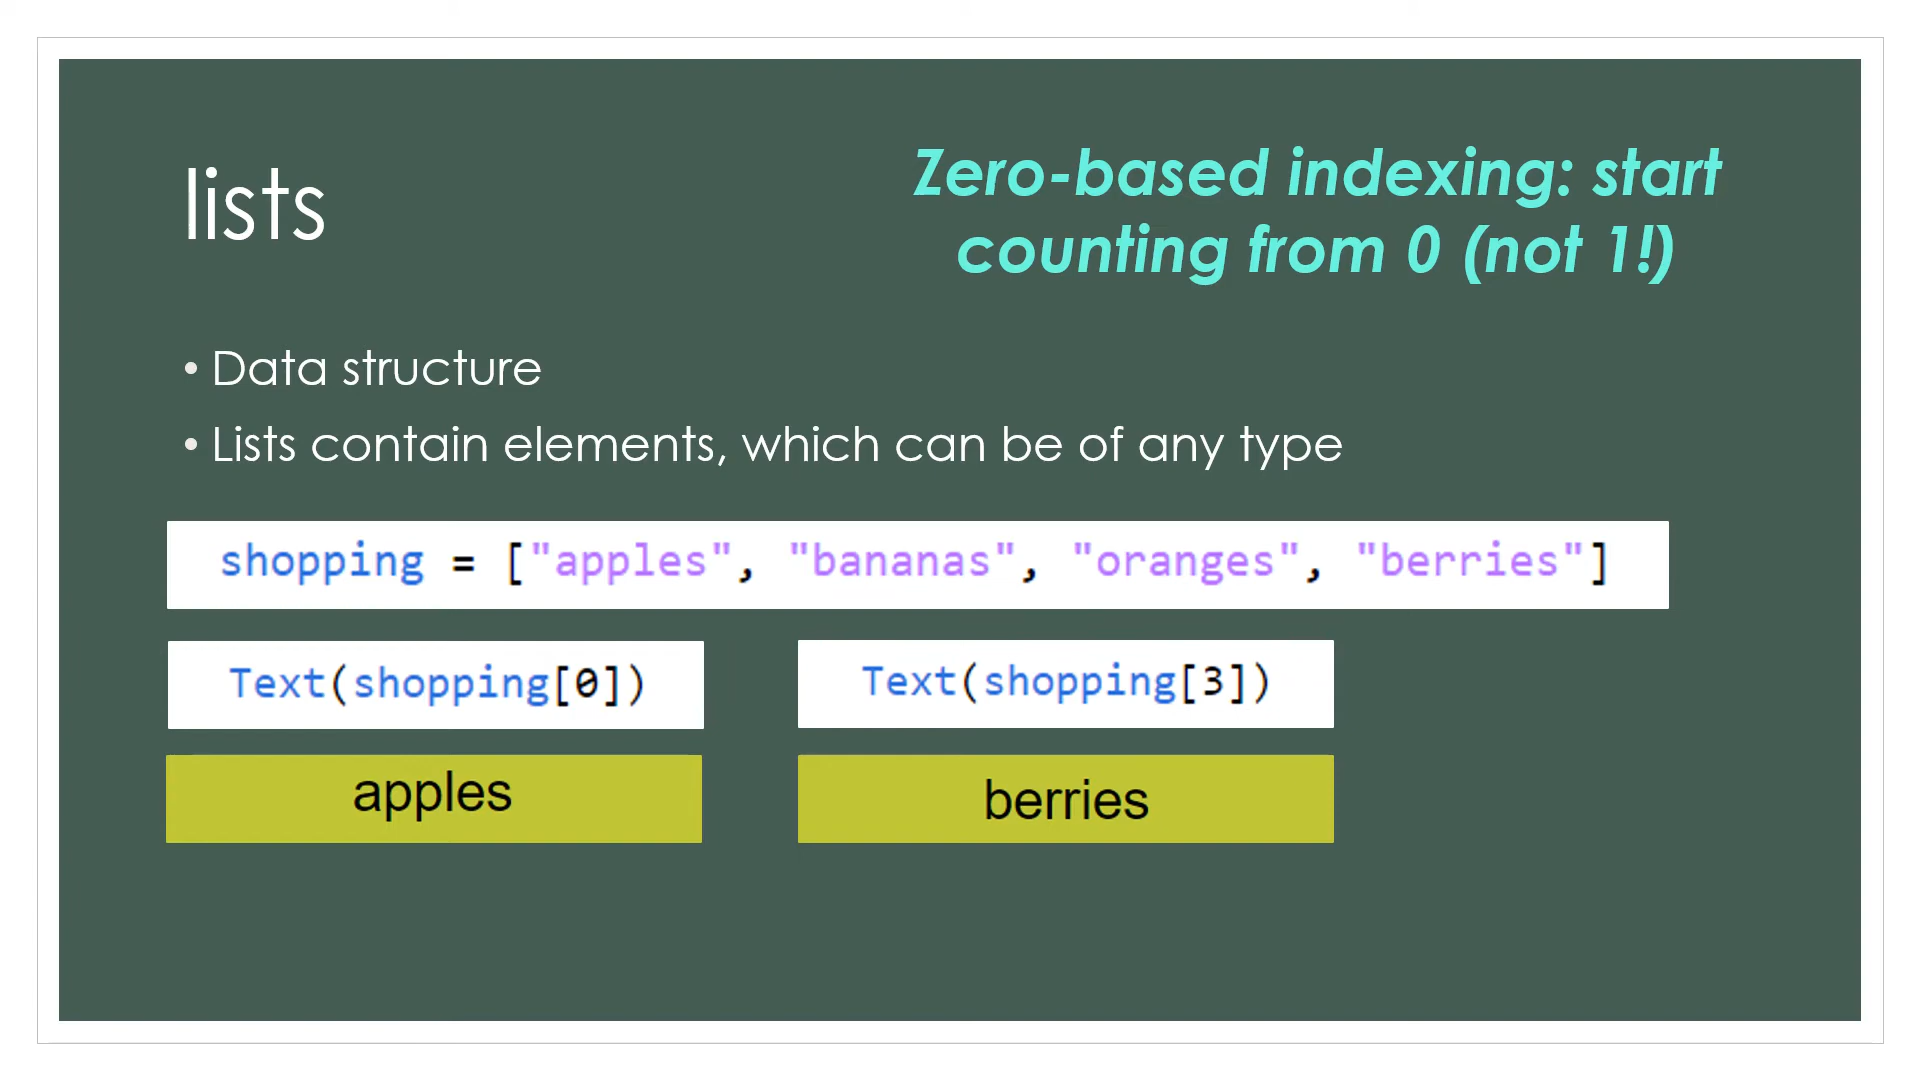 lists
Zero-based indexing: start
counting from 0 (not 1!)
• Data structure
• Lists contain elements, which can be of any type
shopping = ["apples", "bananas", "oranges", "berries"]
Text(shopping[0])
Text(shopping[3])
apples
berries